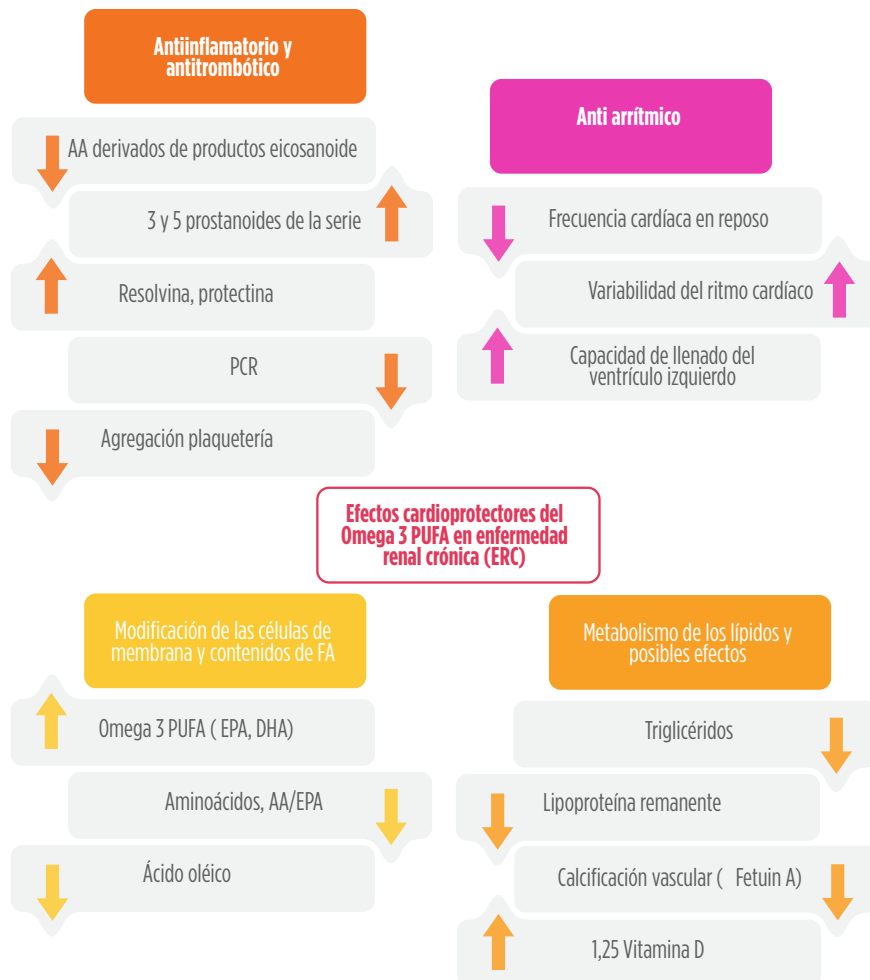 Antiinflamatorio y
antitrombótico
AA derivados de productos eicosanoide
3 y 5 prostanoides de la serie
Resolvina, protectina
PCR
Agregación plaquetería
Anti arrítmico
Frecuencia cardíaca en reposo
Variabilidad del ritmo cardíaco
Capacidad de llenado del
ventrículo izquierdo
Efectos cardioprotectores del
Omega 3 PUFA en enfermedad
renal crónica (ERC)
Modificación de las células de
membrana y contenidos de FA
Omega 3 PUFA ( EPA, DHA)
Aminoácidos, AA/EPA
Ácido oléico
Metabolismo de los lípidos y
posibles efectos
Triglicéridos
Lipoproteína remanente
Calcificación vascular ( Fetuin A)
1,25 Vitamina D